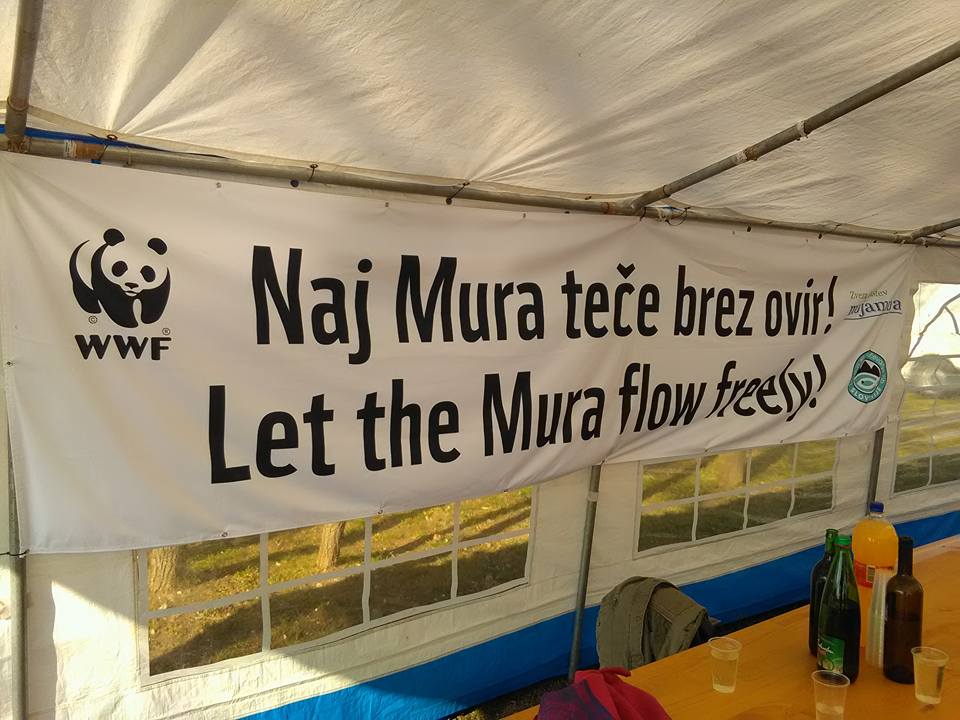 Naj Mura teče brez ovir!
Let the Mura flow freely!
© WWF ®